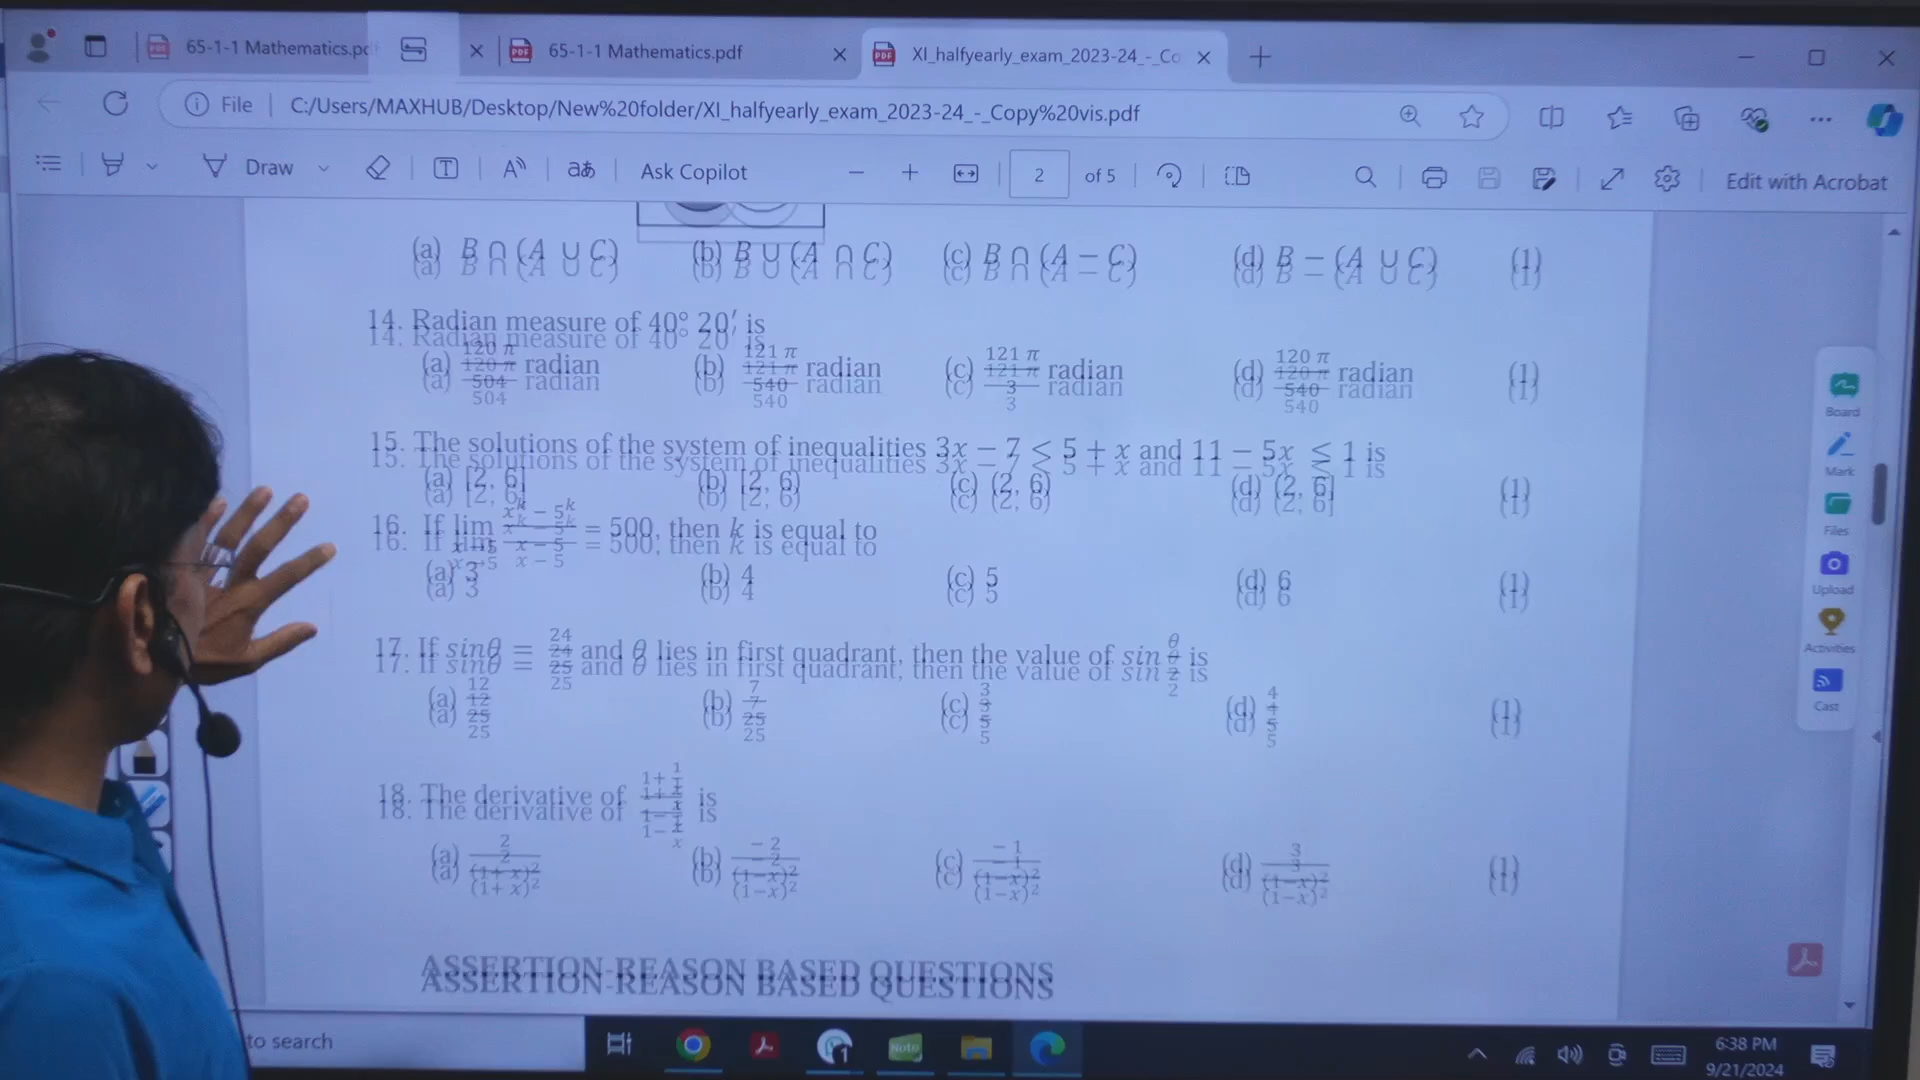 65-1-1 Mathematics.pd
65-1-1 Mathematics.pdf
XI_halfyearly_exam_2023-24_-_Co
File
C:/Users/MAXHUB/Desktop/New%20folder/XI_halfyearly_exam_2023-24_-_Copy%20vis.pdf
Draw
Ask Copilot
2 of 5
Edit with Acrobat
(a) B ∩ (A ∪ C) (b) B ∪ (A ∩ C) (c) B ∩ (A − C) (d) B − (A ∪ C) (1)
14. Radian measure of 40° 20′ is
(a) 120 π/504 radian (b) 121 π/540 radian (c) 121 π/3 radian (d) 120 π/540 radian (1)
15. The solutions of the system of inequalities 3x − 7 ≤ 5 + x and 11 − 5x ≤ 1 is
(a) [2, 6] (b) [2, 6) (c) (2, 6) (d) (2, 6] (1)
16. If lim x→5 (x^k − 5^k)/(x − 5) = 500, then k is equal to
(a) 3 (b) 4 (c) 5 (d) 6 (1)
17. If sinθ = 24/25 and θ lies in first quadrant, then the value of sin θ/2 is
(a) 12/25 (b) 7/25 (c) 3/5 (d) 4/5 (1)
18. The derivative of (1+1/x)/(1−1/x) is
(a) 2/(1+x)² (b) −2/(1−x)² (c) −1/(1−x)² (d) 3/(1−x)² (1)
ASSERTION-REASON BASED QUESTIONS
Board
Mark
Files
Upload
Activities
Cast
to search
Note
6:38 PM
9/21/2024